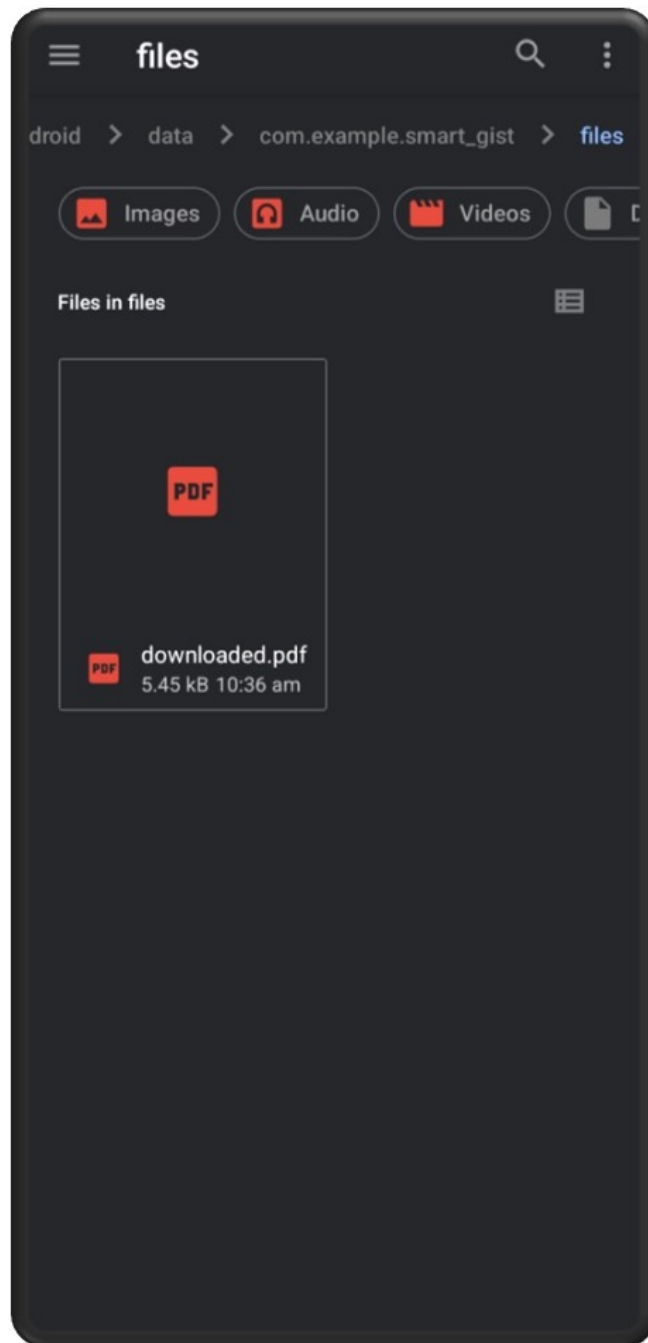 files
droid > data > com.example.smart_gist > files
Images Audio Videos D
Files in files
PDF
PDF downloaded.pdf
5.45 kB 10:36 am